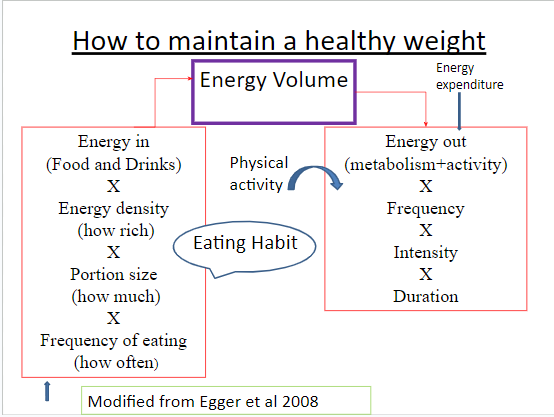 How to maintain a healthy weight
Energy Volume
Energy
expenditure
Energy in
(Food and Drinks)
X
Energy density
(how rich)
X
Portion size
(how much)
X
Frequency of eating
(how often)
Physical
activity
Eating Habit
Energy out
(metabolism+activity)
X
Frequency
X
Intensity
X
Duration
Modified from Egger et al 2008